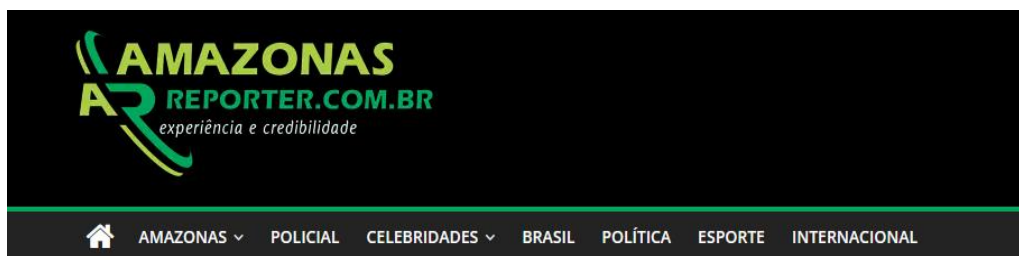 AMAZONAS
AR REPORTER.COM.BR
experiência e credibilidade
AMAZONAS POLICIAL CELEBRIDADES BRASIL POLÍTICA ESPORTE INTERNACIONAL